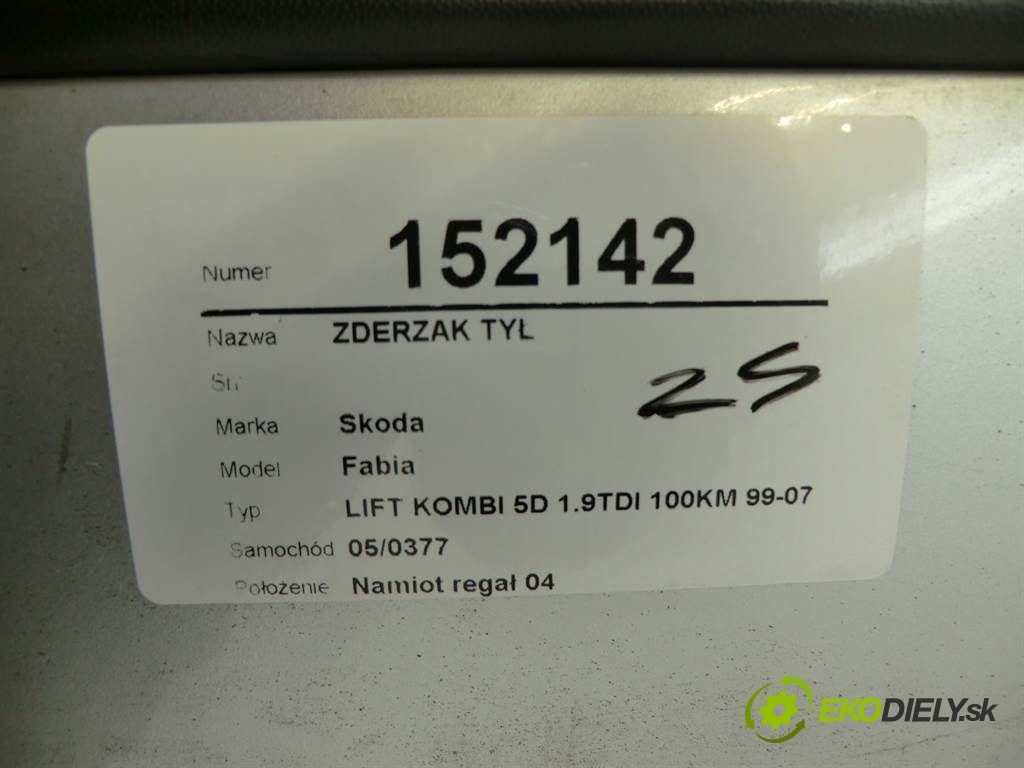 Numer 152142
Nazwa ZDERZAK TYŁ
Sn
25
Marka Skoda
Model Fabia
Typ LIFT KOMBI 5D 1.9TDI 100KM 99-07
Samochód 05/0377
Położenie Namiot regał 04
EKODIELY.sk